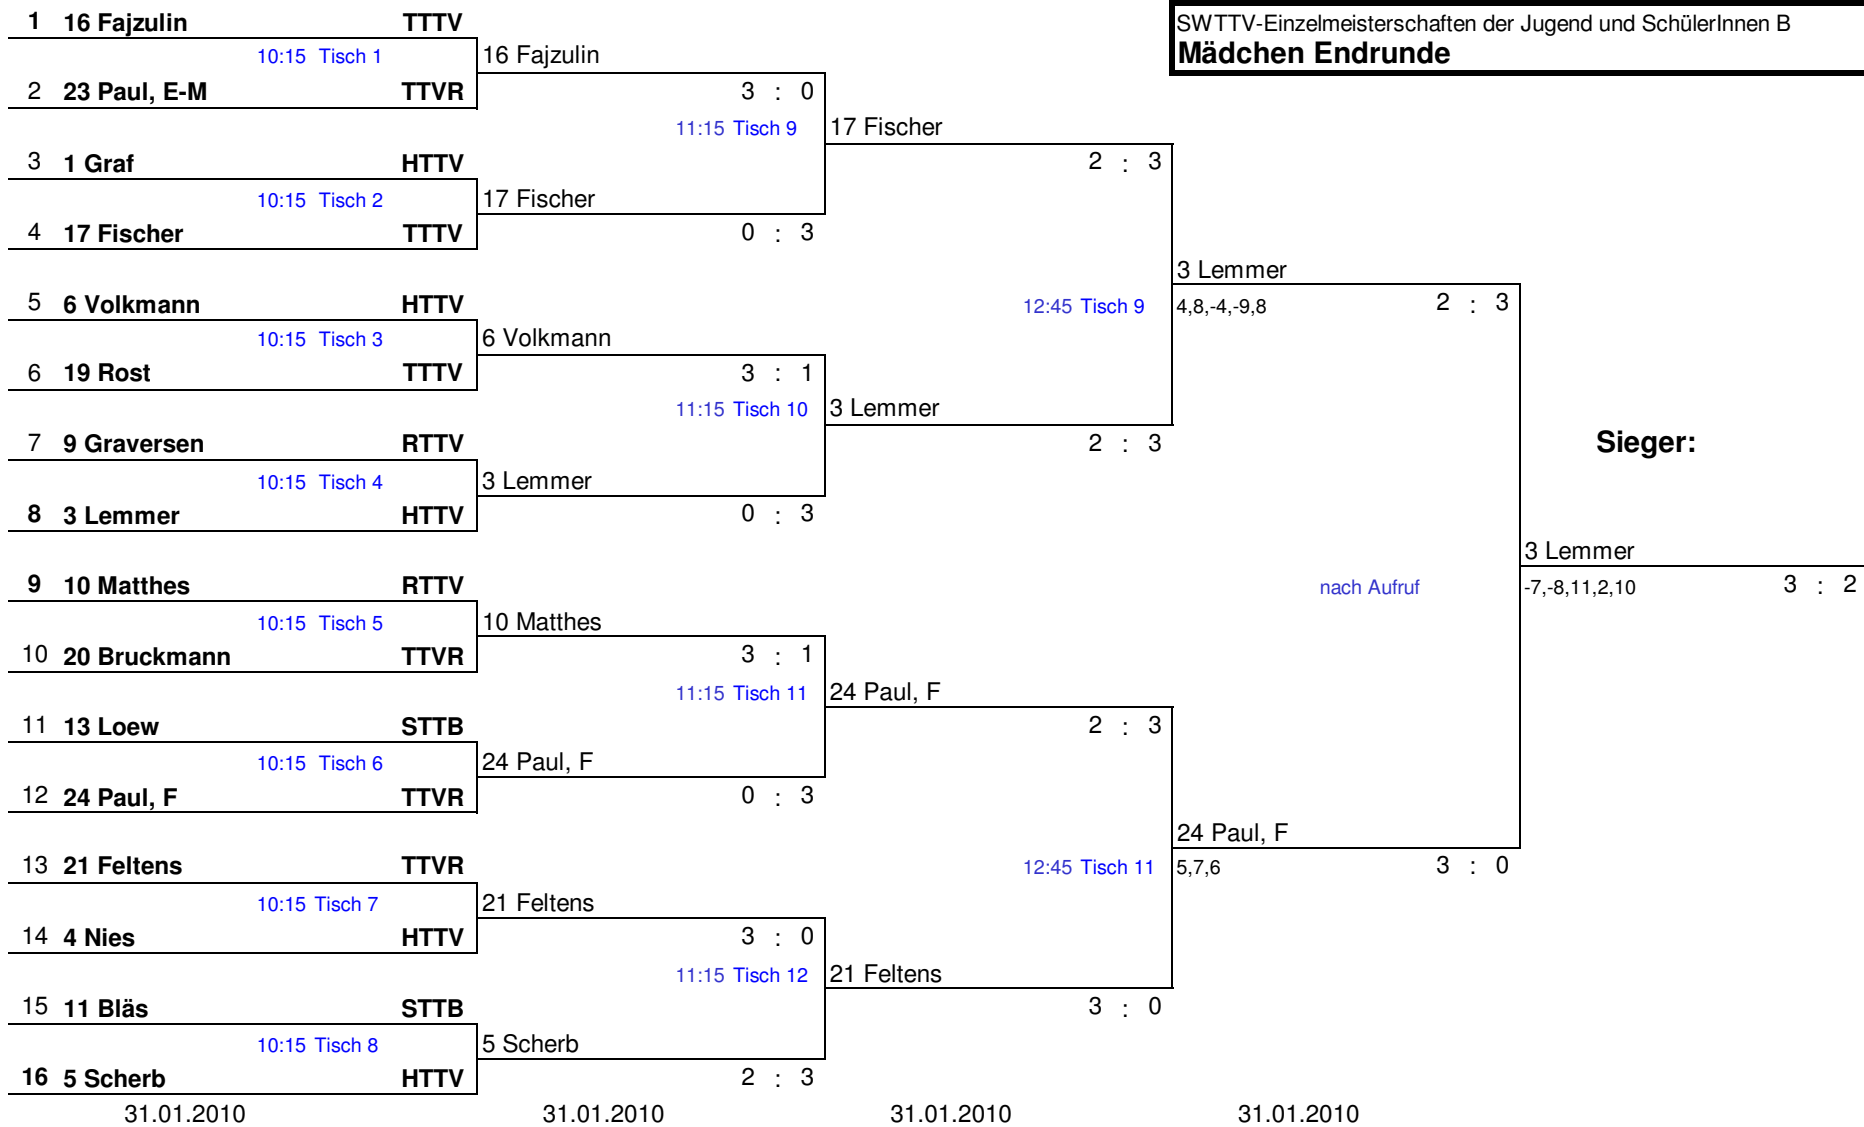 SWTTV-Einzelmeisterschaften der Jugend und SchülerInnen B
Mädchen Endrunde
1 16 Fajzulin TTTV
10:15 Tisch 1
2 23 Paul, E-M TTVR
3 1 Graf HTTV
10:15 Tisch 2
4 17 Fischer TTTV
5 6 Volkmann HTTV
10:15 Tisch 3
6 19 Rost TTTV
7 9 Graversen RTTV
10:15 Tisch 4
8 3 Lemmer HTTV
9 10 Matthes RTTV
10:15 Tisch 5
10 20 Bruckmann TTVR
11 13 Loew STTB
10:15 Tisch 6
12 24 Paul, F TTVR
13 21 Feltens TTVR
10:15 Tisch 7
14 4 Nies HTTV
15 11 Bläs STTB
10:15 Tisch 8
16 5 Scherb HTTV
31.01.2010
16 Fajzulin
3 : 0
11:15 Tisch 9
17 Fischer
0 : 3
6 Volkmann
3 : 1
11:15 Tisch 10
3 Lemmer
0 : 3
10 Matthes
3 : 1
11:15 Tisch 11
24 Paul, F
0 : 3
21 Feltens
3 : 0
11:15 Tisch 12
5 Scherb
2 : 3
31.01.2010
17 Fischer
2 : 3
12:45 Tisch 9
3 Lemmer
2 : 3
24 Paul, F
2 : 3
12:45 Tisch 11
21 Feltens
3 : 0
31.01.2010
3 Lemmer
4,8,-4,-9,8 2 : 3
nach Aufruf
24 Paul, F
5,7,6 3 : 0
31.01.2010
Sieger:
3 Lemmer
-7,-8,11,2,10 3 : 2